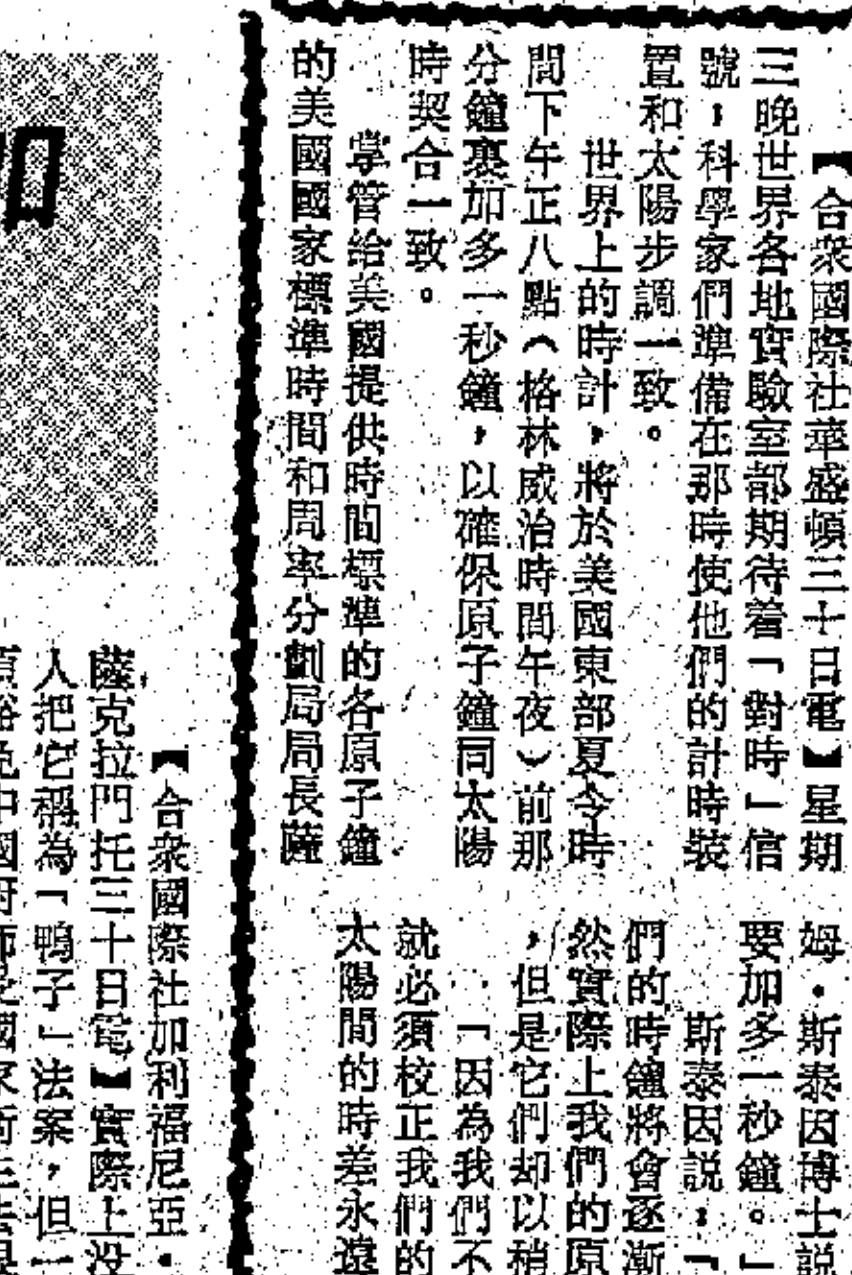 【合衆國際社華盛頓三十日電】星期
三晚世界各地實驗室都期待着「對時」信
號，科學家們準備在那時使他們的計時裝
置和太陽步調一致。
世界上的時計，將於美國東部夏令時
間下午正八點（格林威治時間午夜）前那
分鐘裏加多一秒鐘，以確保原子鐘同太陽
時契合一致。
掌管給美國提供時間標準的各原子鐘
的美國國家標準時間和周率分劃局局長薩
姆・斯泰因博士説
要加多一秒鐘。」
斯泰因説：「
們的時鐘將會逐漸
然實際上我們的原
，但是它們却以稍
「因為我們不
就必須校正我們的
太陽間的時差永遠
【合衆國際社加利福尼亞・
薩克拉門托三十日電】實際上没
人把它稱為「鴨子」法案，但一